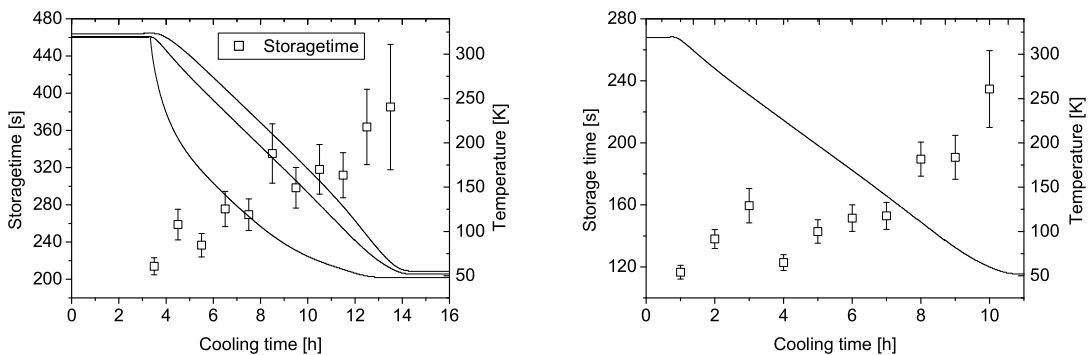 480
440
400
360
320
280
240
200
Storagetime [s]
Storagetime
300
250
200
150
100
50
Temperature [K]
0 2 4 6 8 10 12 14 16
Cooling time [h]
280
240
200
160
120
Storage time [s]
300
250
200
150
100
50
Temperature [K]
0 2 4 6 8 10
Cooling time [h]